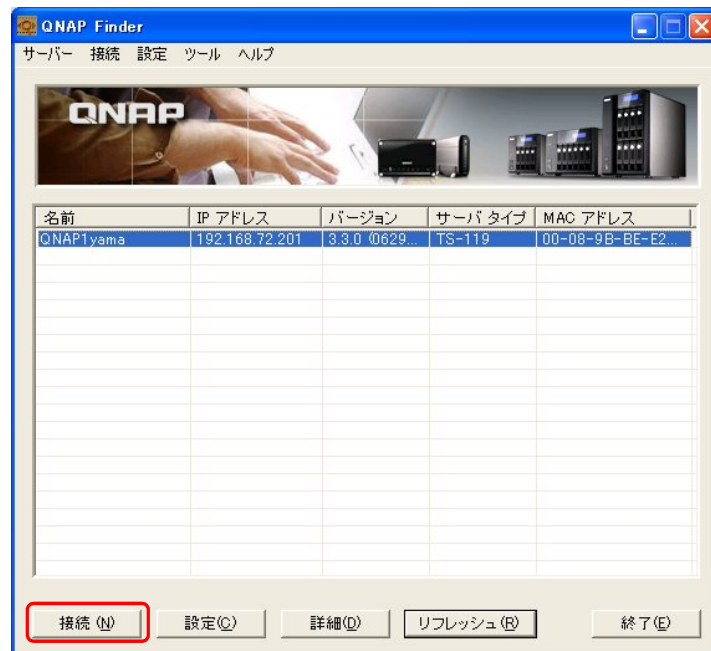 QNAP Finder
サーバー 接続 設定 ツール ヘルプ
QNAP
名前 IP アドレス バージョン サーバ タイプ MAC アドレス
QNAP1yama 192.168.72.201 3.3.0 (0629... TS-119 00-08-9B-BE-E2...
接続 (N) 設定(C) 詳細(D) リフレッシュ(R) 終了(E)